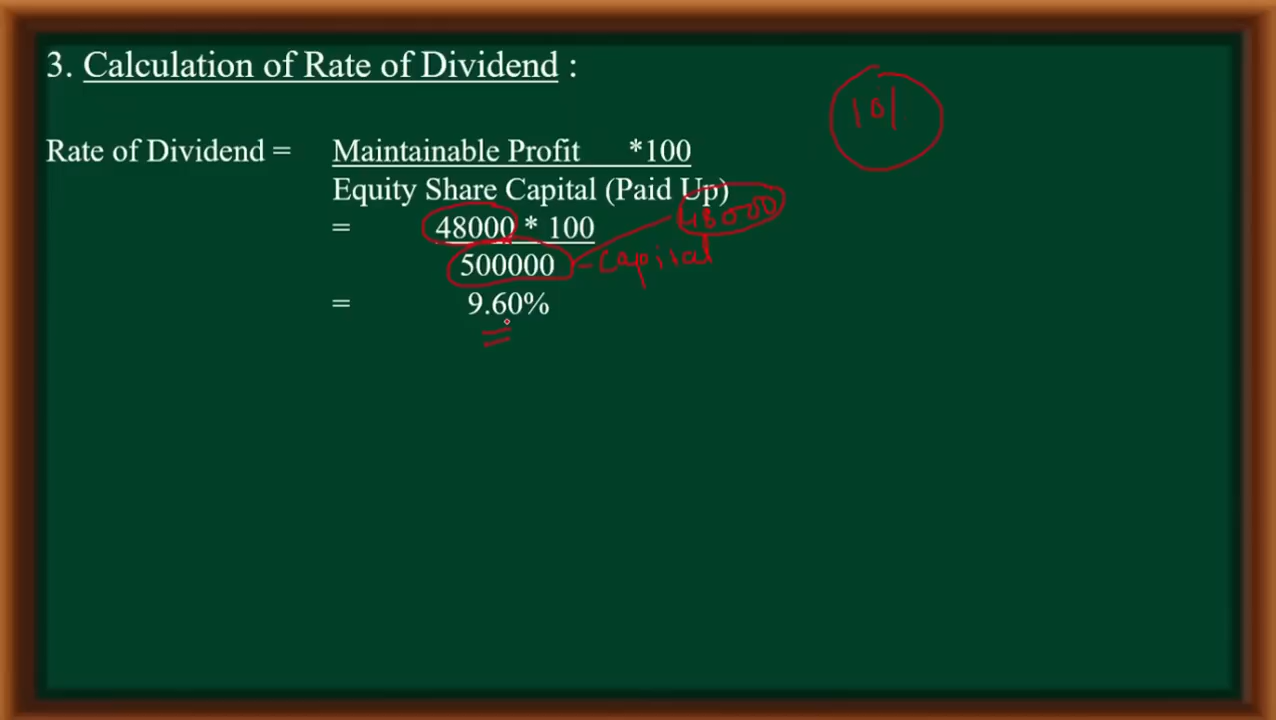 3. Calculation of Rate of Dividend :
10%
Rate of Dividend = Maintainable Profit *100
Equity Share Capital (Paid Up)
= 48000 * 100 48000
500000 - capital
= 9.60%